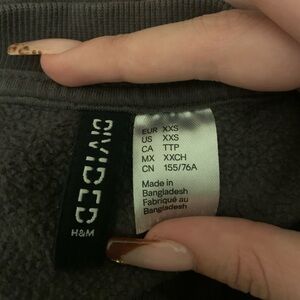 DIVIDED
H&M
EUR XXS
US XXS
CA TTP
MX XXCH
CN 155/76A
Made in
Bangladesh
Fabriqué au
Bangladesh